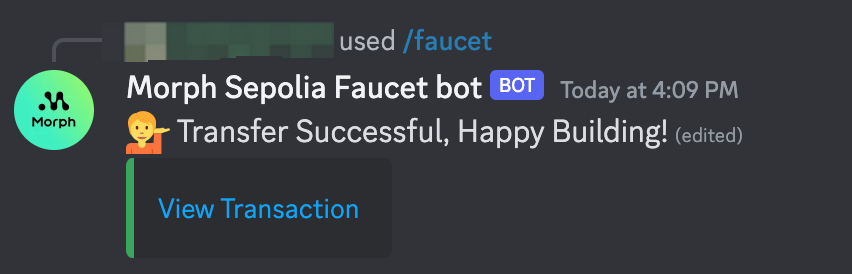 used /faucet
Morph Sepolia Faucet bot BOT Today at 4:09 PM
Morph
💁 Transfer Successful, Happy Building! (edited)
View Transaction